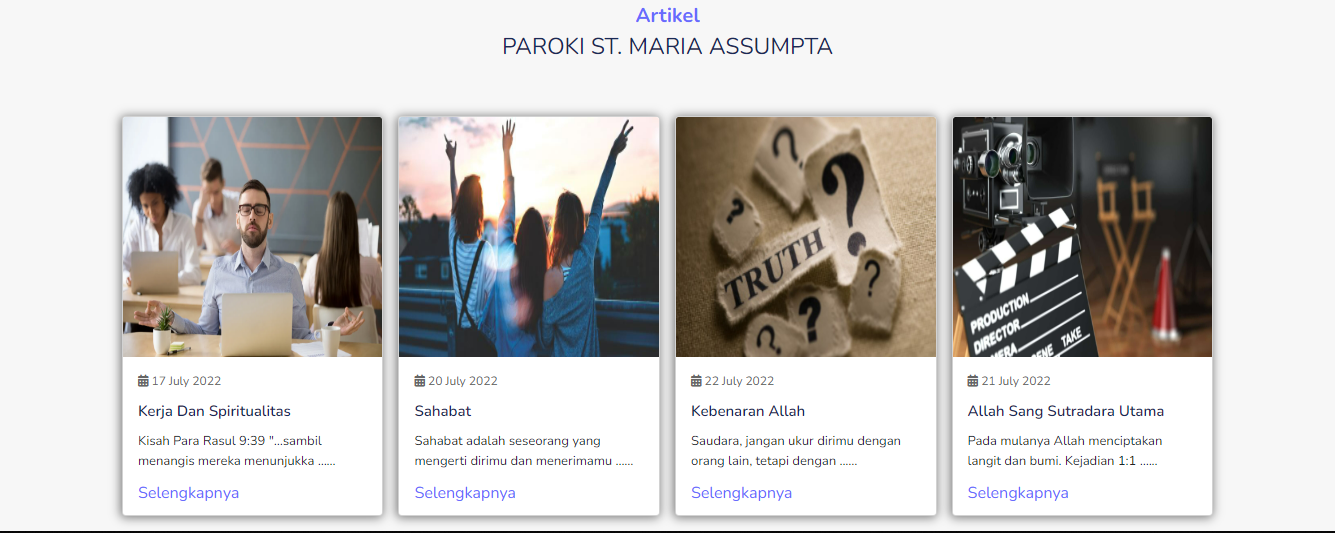 Artikel
PAROKI ST. MARIA ASSUMPTA
TRUTH
?
?
?
?
?
?
PRODUCTION
DIRECTOR
TAKE
17 July 2022
Kerja Dan Spiritualitas
Kisah Para Rasul 9:39 "...sambil
menangis mereka menunjukka ......
Selengkapnya
20 July 2022
Sahabat
Sahabat adalah seseorang yang
mengerti dirimu dan menerimamu ......
Selengkapnya
22 July 2022
Kebenaran Allah
Saudara, jangan ukur dirimu dengan
orang lain, tetapi dengan ......
Selengkapnya
21 July 2022
Allah Sang Sutradara Utama
Pada mulanya Allah menciptakan
langit dan bumi. Kejadian 1:1 ......
Selengkapnya